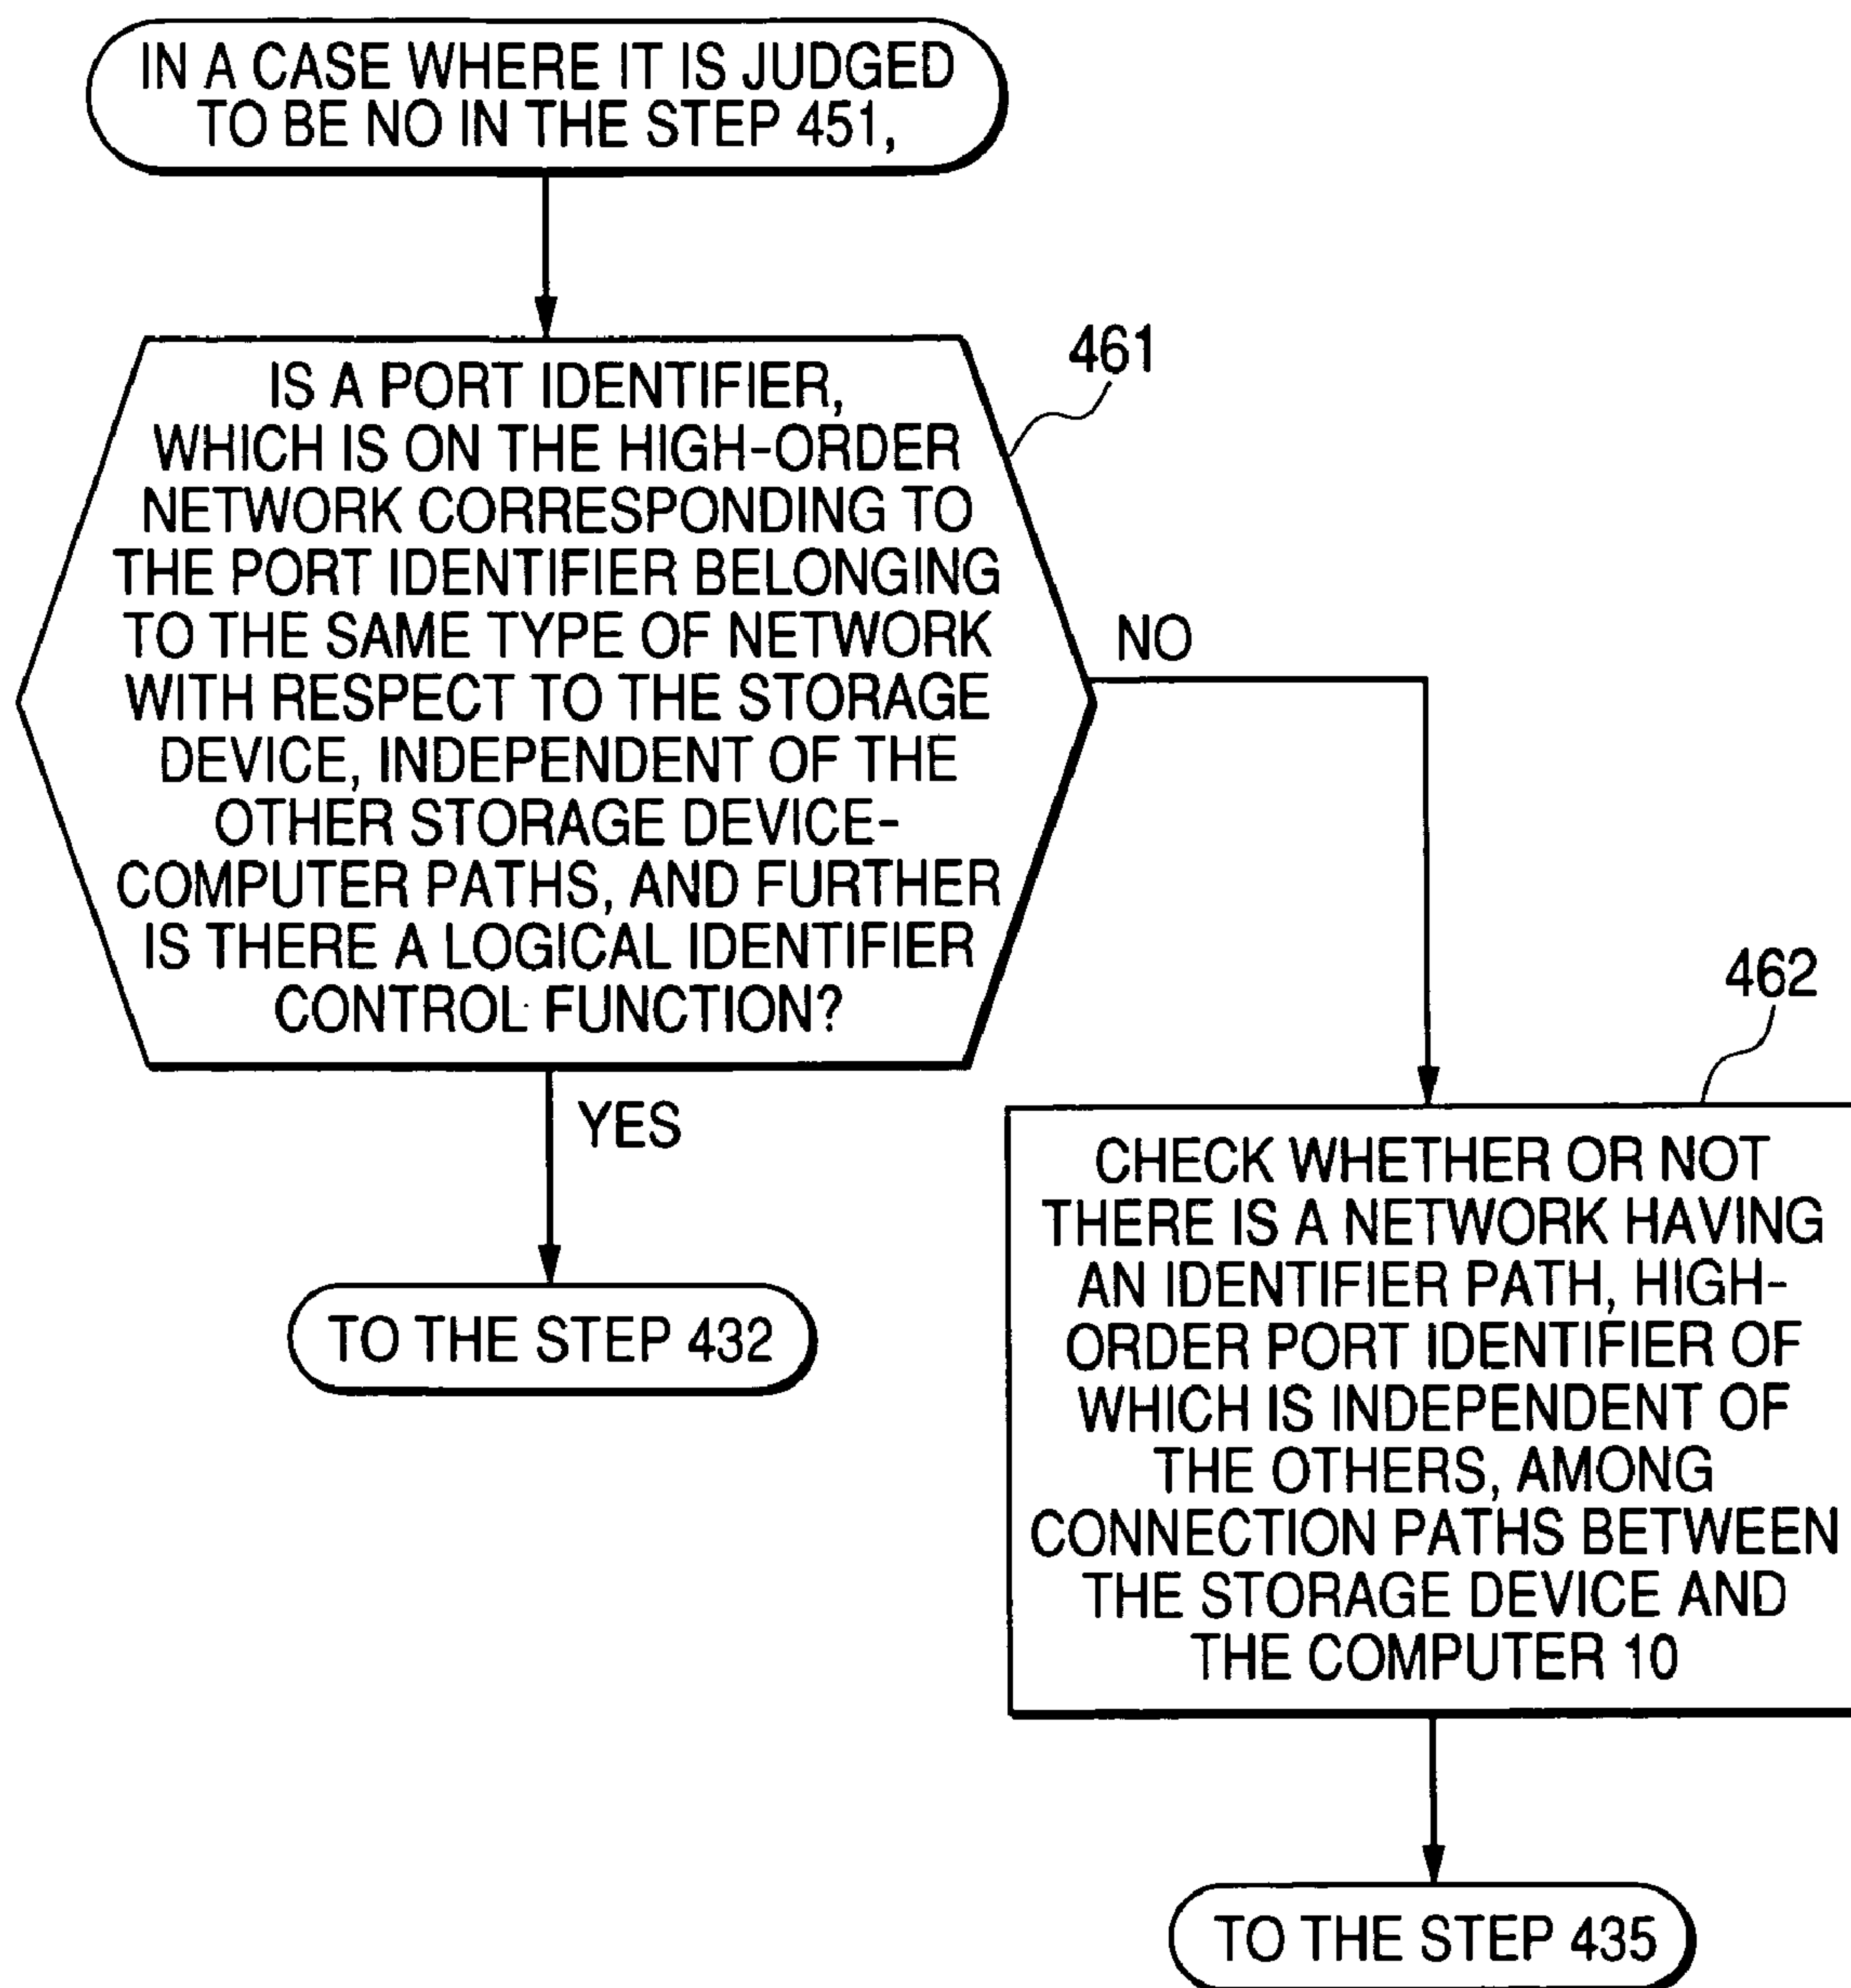 IN A CASE WHERE IT IS JUDGED
TO BE NO IN THE STEP 451,
461
IS A PORT IDENTIFIER,
WHICH IS ON THE HIGH-ORDER
NETWORK CORRESPONDING TO
THE PORT IDENTIFIER BELONGING
TO THE SAME TYPE OF NETWORK
WITH RESPECT TO THE STORAGE
DEVICE, INDEPENDENT OF THE
OTHER STORAGE DEVICE-
COMPUTER PATHS, AND FURTHER
IS THERE A LOGICAL IDENTIFIER
CONTROL FUNCTION?
NO
YES
TO THE STEP 432
462
CHECK WHETHER OR NOT
THERE IS A NETWORK HAVING
AN IDENTIFIER PATH, HIGH-
ORDER PORT IDENTIFIER OF
WHICH IS INDEPENDENT OF
THE OTHERS, AMONG
CONNECTION PATHS BETWEEN
THE STORAGE DEVICE AND
THE COMPUTER 10
TO THE STEP 435